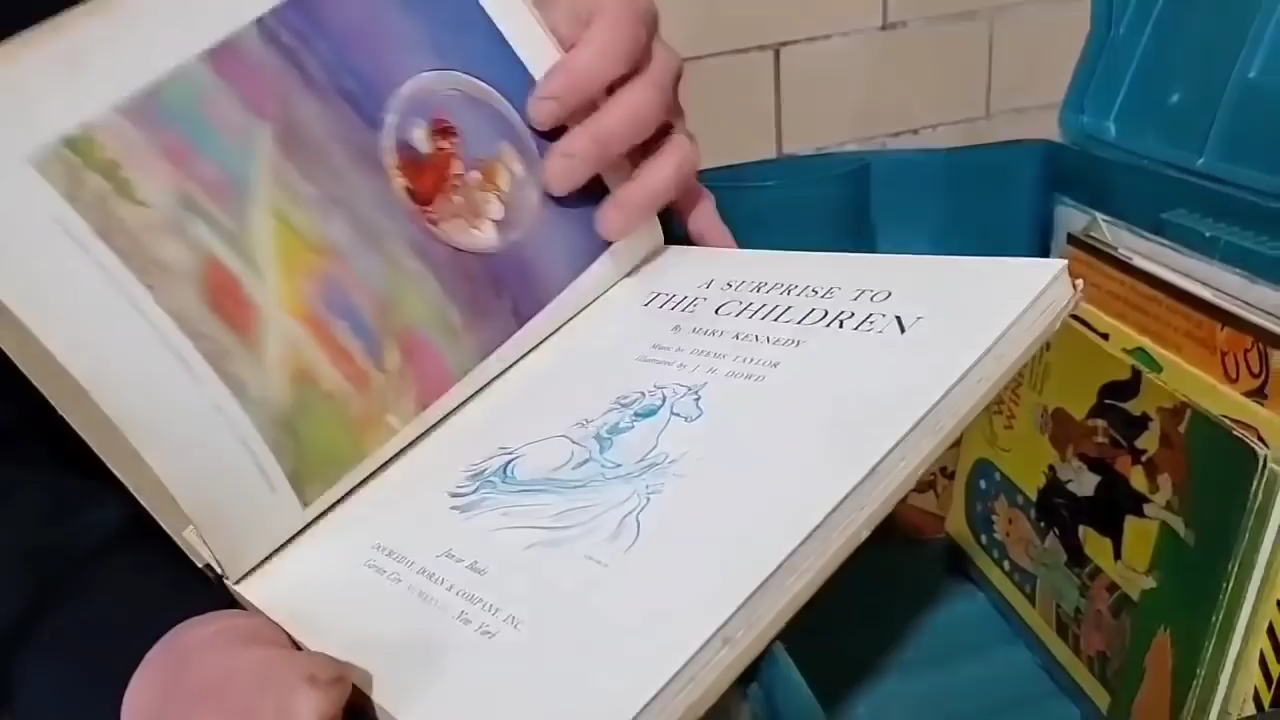 A SURPRISE TO
THE CHILDREN
By MARY KENNEDY
Music by DEEMS TAYLOR
Illustrated by J. H. DOWD
Junior Books
DOUBLEDAY, DORAN & COMPANY, INC.
Garden City New York